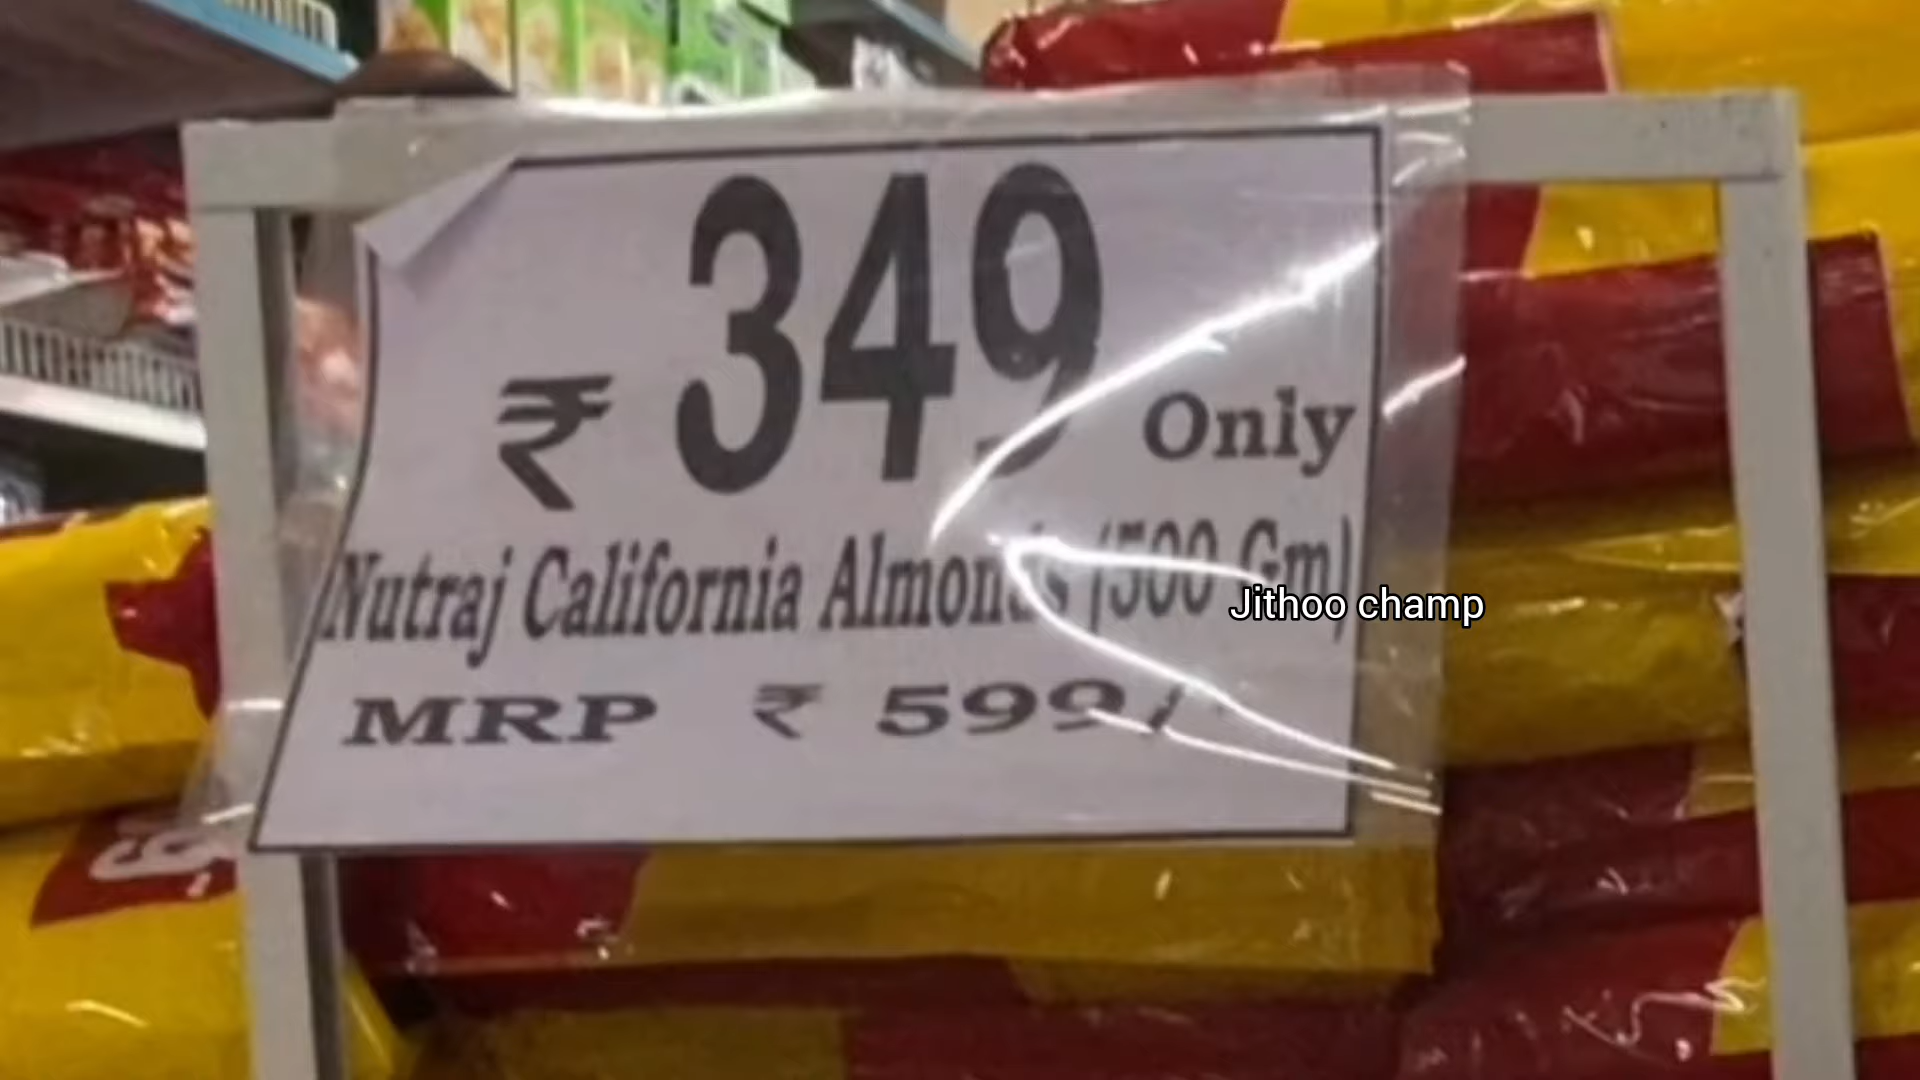 ₹ 349 Only
Nutraj California Almonds (500 Gm)
Jithoo champ
MRP ₹ 599/-